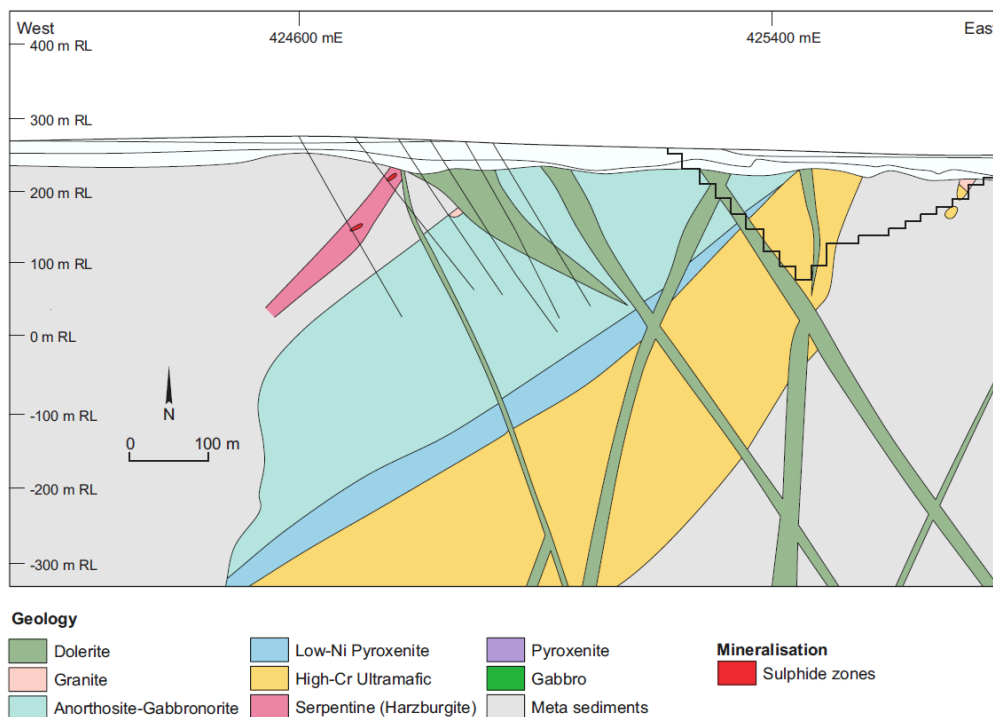 West
424600 mE
425400 mE
East
400 m RL
300 m RL
200 m RL
100 m RL
0 m RL
-100 m RL
-200 m RL
-300 m RL
N
0 100 m
Geology
Dolerite
Granite
Anorthosite-Gabbronorite
Low-Ni Pyroxenite
High-Cr Ultramafic
Serpentine (Harzburgite)
Pyroxenite
Gabbro
Meta sediments
Mineralisation
Sulphide zones